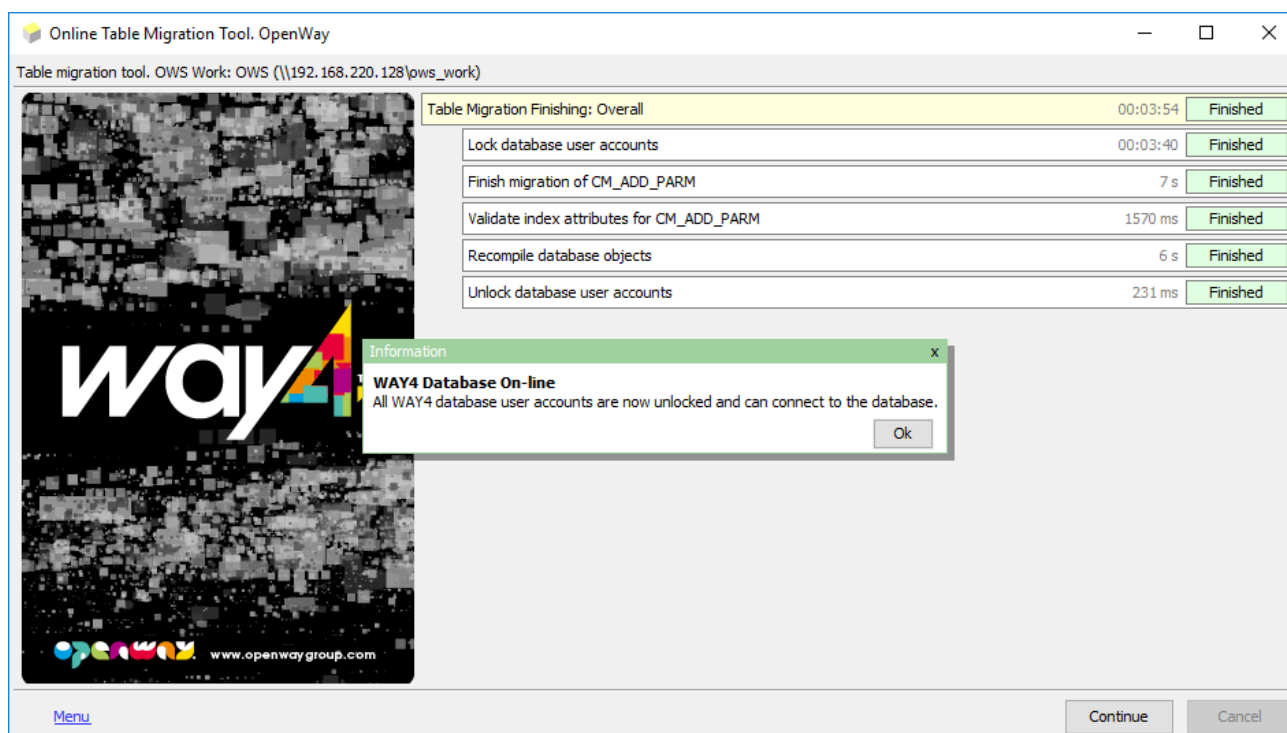 Online Table Migration Tool. OpenWay
Table migration tool. OWS Work: OWS (\\192.168.220.128\ows_work)
Table Migration Finishing: Overall 00:03:54 Finished
Lock database user accounts 00:03:40 Finished
Finish migration of CM_ADD_PARM 7 s Finished
Validate index attributes for CM_ADD_PARM 1570 ms Finished
Recompile database objects 6 s Finished
Unlock database user accounts 231 ms Finished
way4
Information x
WAY4 Database On-line
All WAY4 database user accounts are now unlocked and can connect to the database.
Ok
openway. www.openwaygroup.com
Menu Continue Cancel